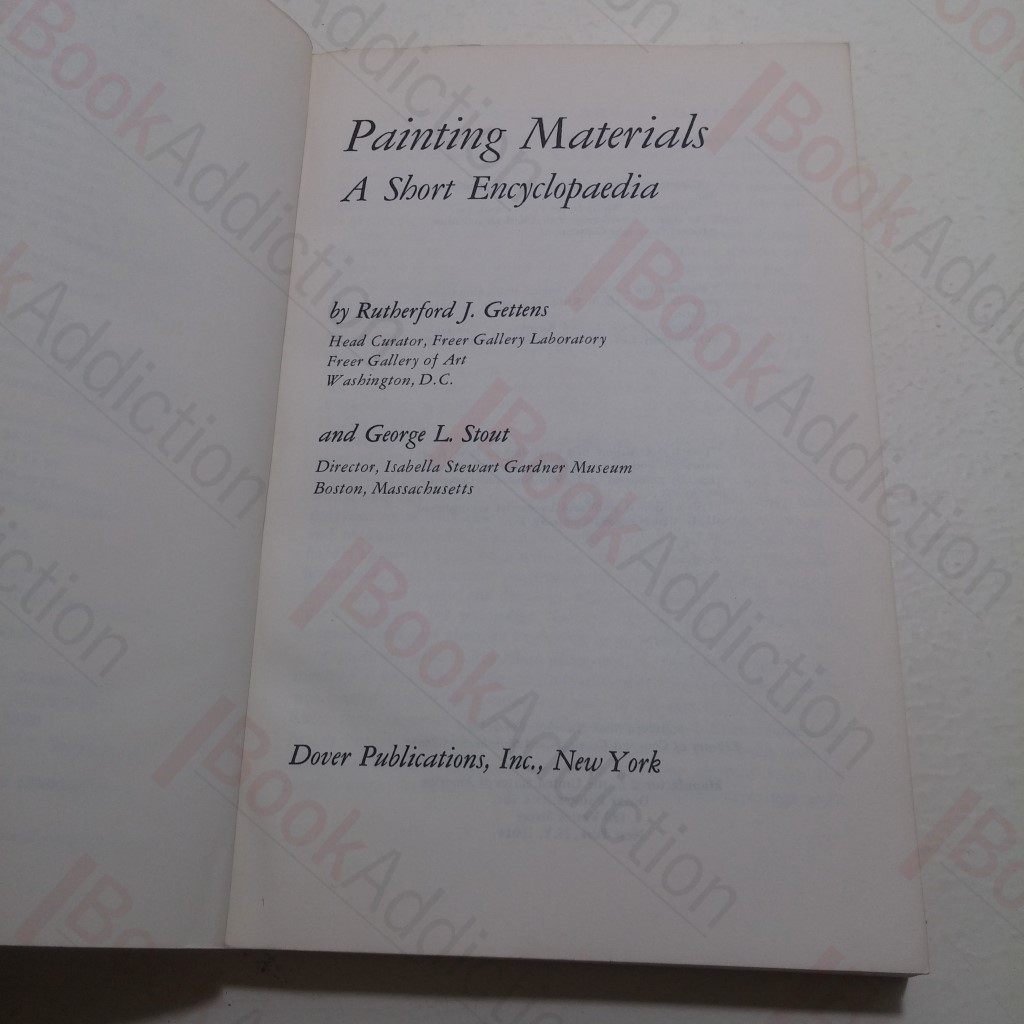 Painting Materials
A Short Encyclopaedia
by Rutherford J. Gettens
Head Curator, Freer Gallery Laboratory
Freer Gallery of Art
Washington, D.C.
and George L. Stout
Director, Isabella Stewart Gardner Museum
Boston, Massachusetts
Dover Publications, Inc., New York
BookAddiction